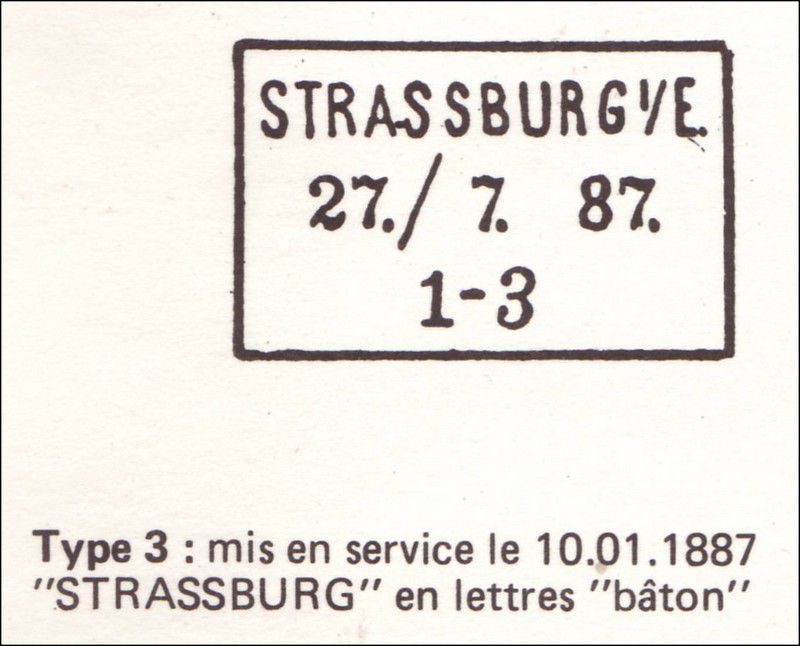 STRASSBURG I/E.
27./ 7. 87.
1-3
Type 3 : mis en service le 10.01.1887
"STRASSBURG" en lettres "bâton"